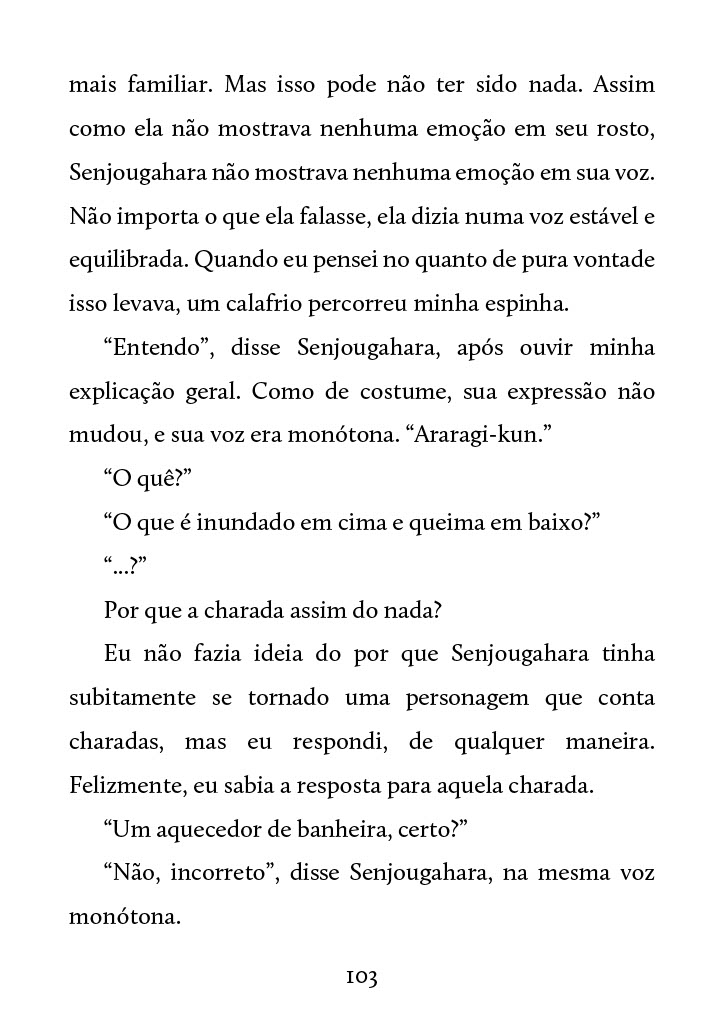 mais familiar. Mas isso pode não ter sido nada. Assim
como ela não mostrava nenhuma emoção em seu rosto,
Senjougahara não mostrava nenhuma emoção em sua voz.
Não importa o que ela falasse, ela dizia numa voz estável e
equilibrada. Quando eu pensei no quanto de pura vontade
isso levava, um calafrio percorreu minha espinha.
“Entendo”, disse Senjougahara, após ouvir minha
explicação geral. Como de costume, sua expressão não
mudou, e sua voz era monótona. “Araragi-kun.”
“O quê?”
“O que é inundado em cima e queima em baixo?”
“...?”
Por que a charada assim do nada?
Eu não fazia ideia do por que Senjougahara tinha
subitamente se tornado uma personagem que conta
charadas, mas eu respondi, de qualquer maneira.
Felizmente, eu sabia a resposta para aquela charada.
“Um aquecedor de banheira, certo?”
“Não, incorreto”, disse Senjougahara, na mesma voz
monótona.
103